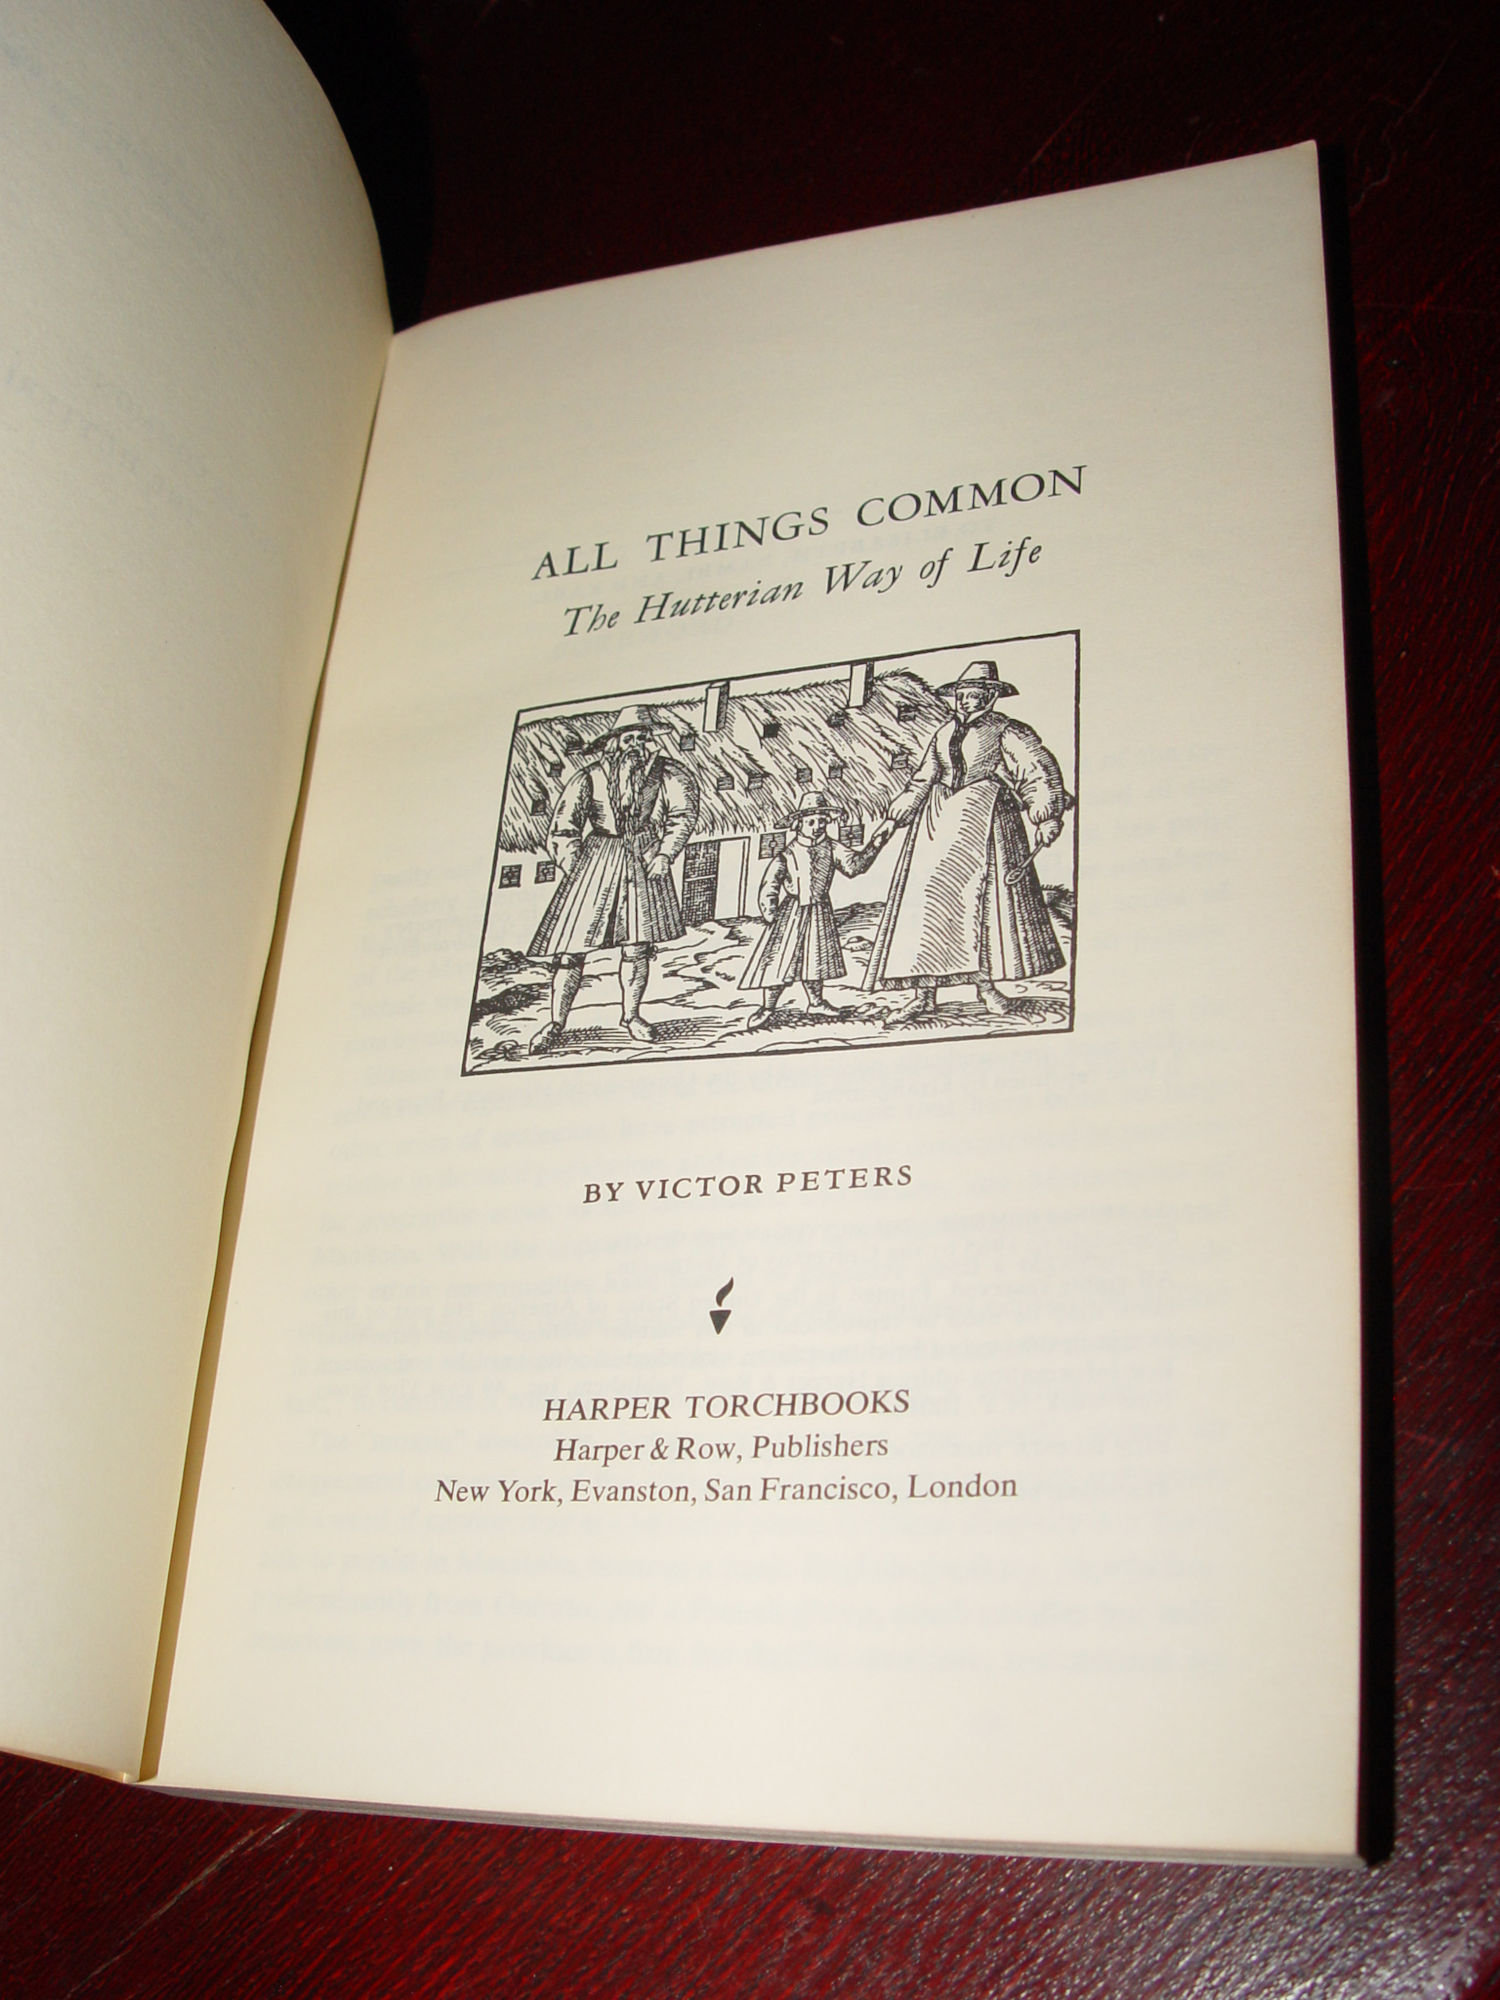 ALL THINGS COMMON
The Hutterian Way of Life
BY VICTOR PETERS
HARPER TORCHBOOKS
Harper & Row, Publishers
New York, Evanston, San Francisco, London